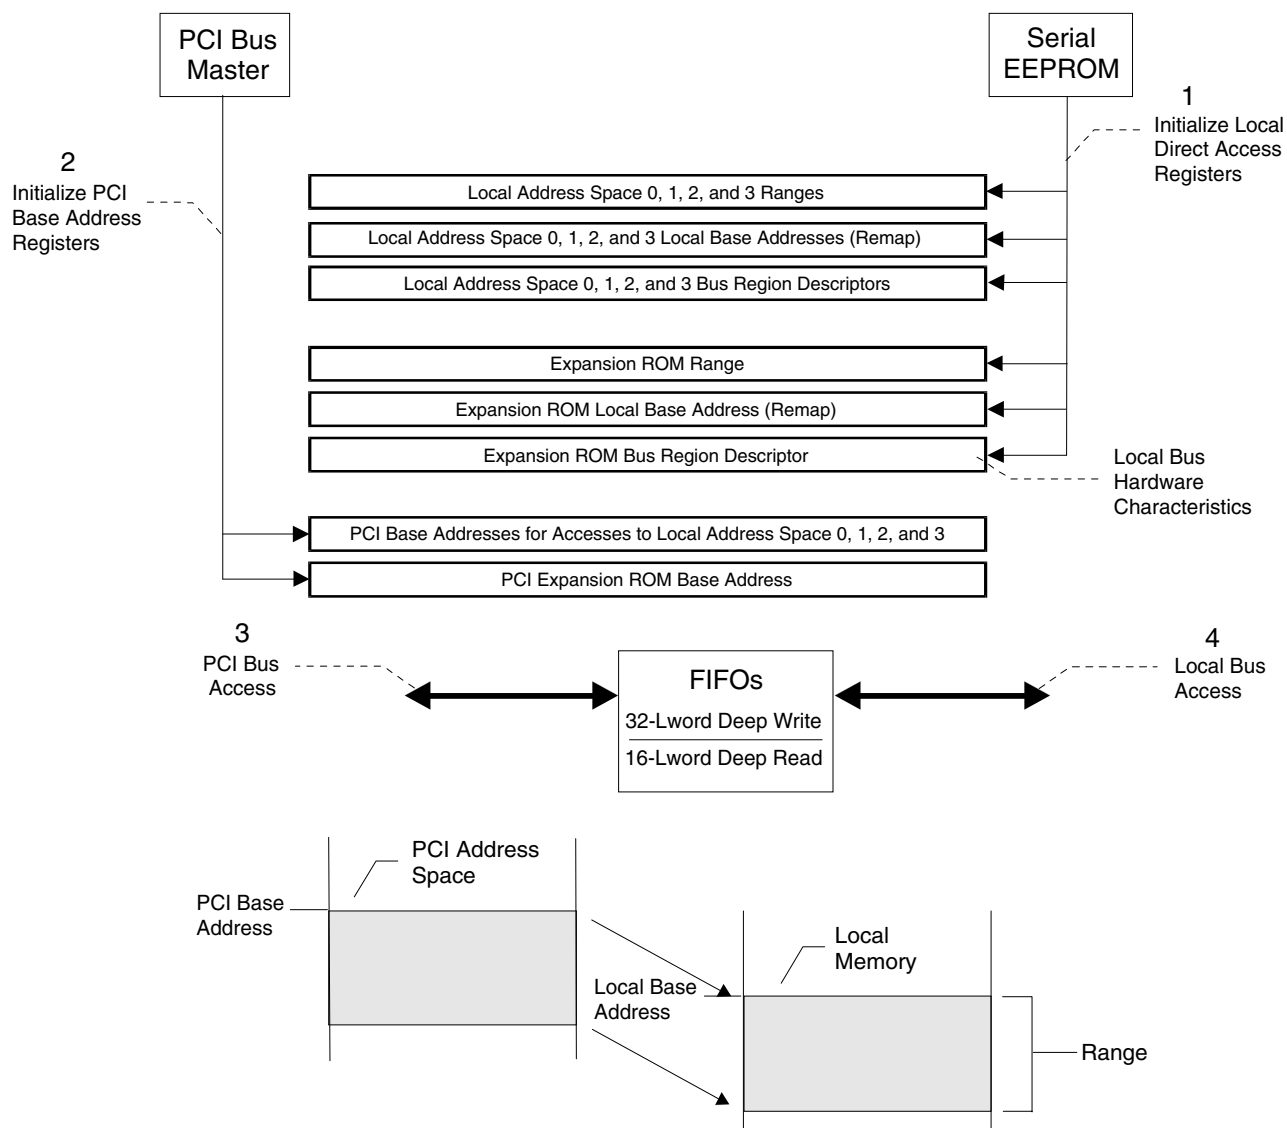 PCI Bus
Master
Serial
EEPROM
1
Initialize Local
Direct Access
Registers
2
Initialize PCI
Base Address
Registers
Local Address Space 0, 1, 2, and 3 Ranges
Local Address Space 0, 1, 2, and 3 Local Base Addresses (Remap)
Local Address Space 0, 1, 2, and 3 Bus Region Descriptors
Expansion ROM Range
Expansion ROM Local Base Address (Remap)
Expansion ROM Bus Region Descriptor
Local Bus
Hardware
Characteristics
PCI Base Addresses for Accesses to Local Address Space 0, 1, 2, and 3
PCI Expansion ROM Base Address
3
PCI Bus
Access
FIFOs
32-Lword Deep Write
16-Lword Deep Read
4
Local Bus
Access
PCI Address
Space
PCI Base
Address
Local
Memory
Local Base
Address
Range